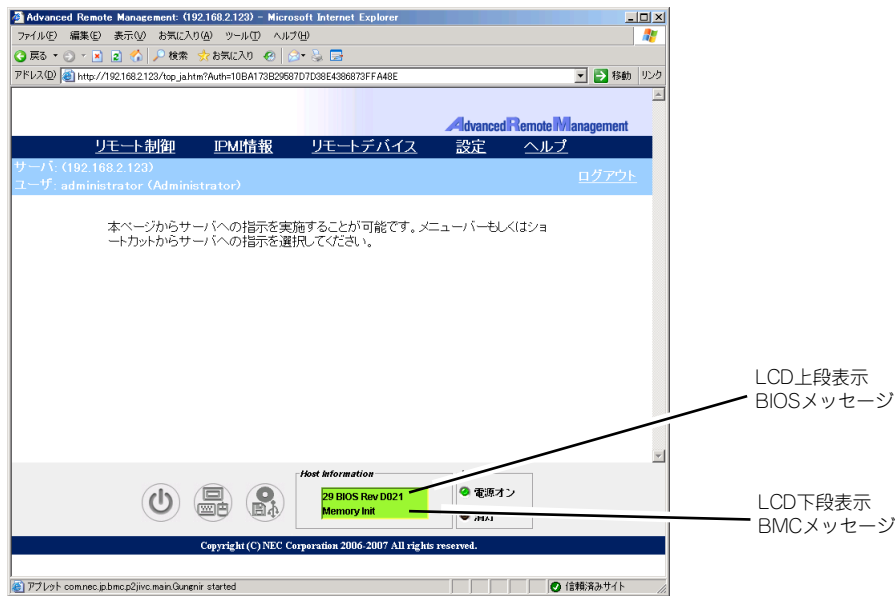 Advanced Remote Management: (192.168.2.123) - Microsoft Internet Explorer
ファイル(F) 編集(E) 表示(V) お気に入り(A) ツール(T) ヘルプ(H)
戻る 検索 お気に入り
アドレス(D) http://192.168.2.123/top_ja.htm?Auth=10BA173B29587D7D38E4386873FFA48E 移動 リンク
Advanced Remote Management
リモート制御 IPMI情報 リモートデバイス 設定 ヘルプ
サーバ: (192.168.2.123)
ユーザ: administrator (Administrator)
ログアウト
本ページからサーバへの指示を実施することが可能です。メニューバーもしくはショ
ートカットからサーバへの指示を選択してください。
LCD上段表示
BIOSメッセージ
Host Information
29 BIOS Rev D021
Memory Init
電源オン
消灯
LCD下段表示
BMCメッセージ
Copyright (C) NEC Corporation 2006-2007 All rights reserved.
アプレット com.nec.jp.bmc.p2jivc.main.Gungnir started
信頼済みサイト